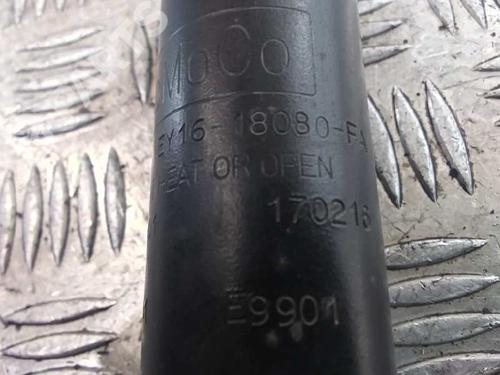 MoCo
EY16-18080-FA
HEAT OR OPEN
170216
E9901